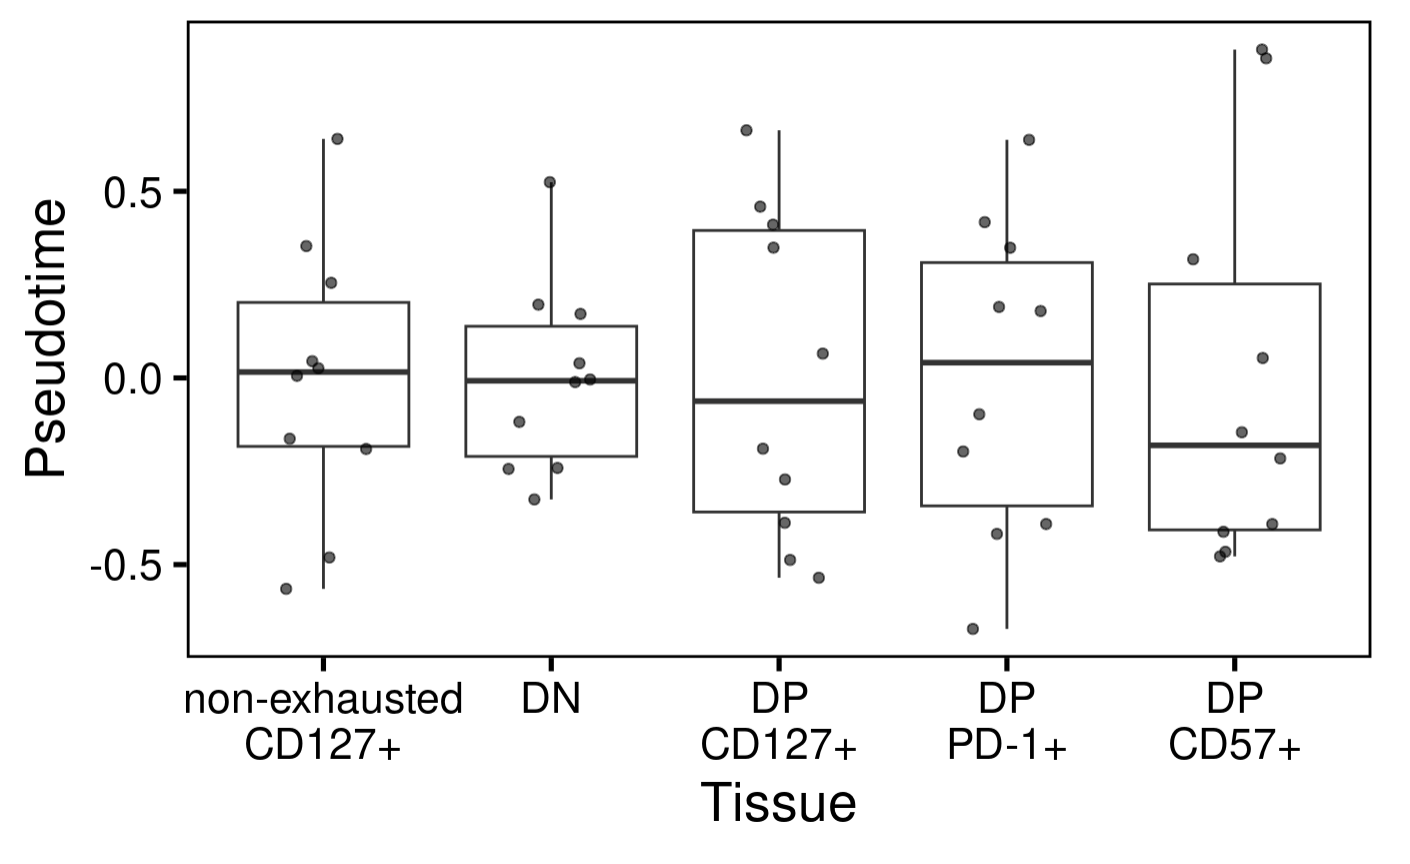 Pseudotime
0.5
0.0
-0.5
non-exhausted CD127+
DN
DP CD127+
DP PD-1+
DP CD57+
Tissue